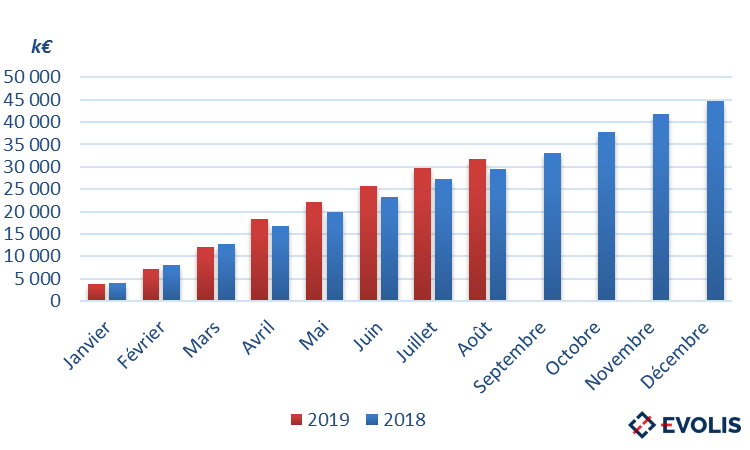 k€
50 000
45 000
40 000
35 000
30 000
25 000
20 000
15 000
10 000
5 000
0
Janvier
Février
Mars
Avril
Mai
Juin
Juillet
Août
Septembre
Octobre
Novembre
Décembre
2019 2018
EVOLIS